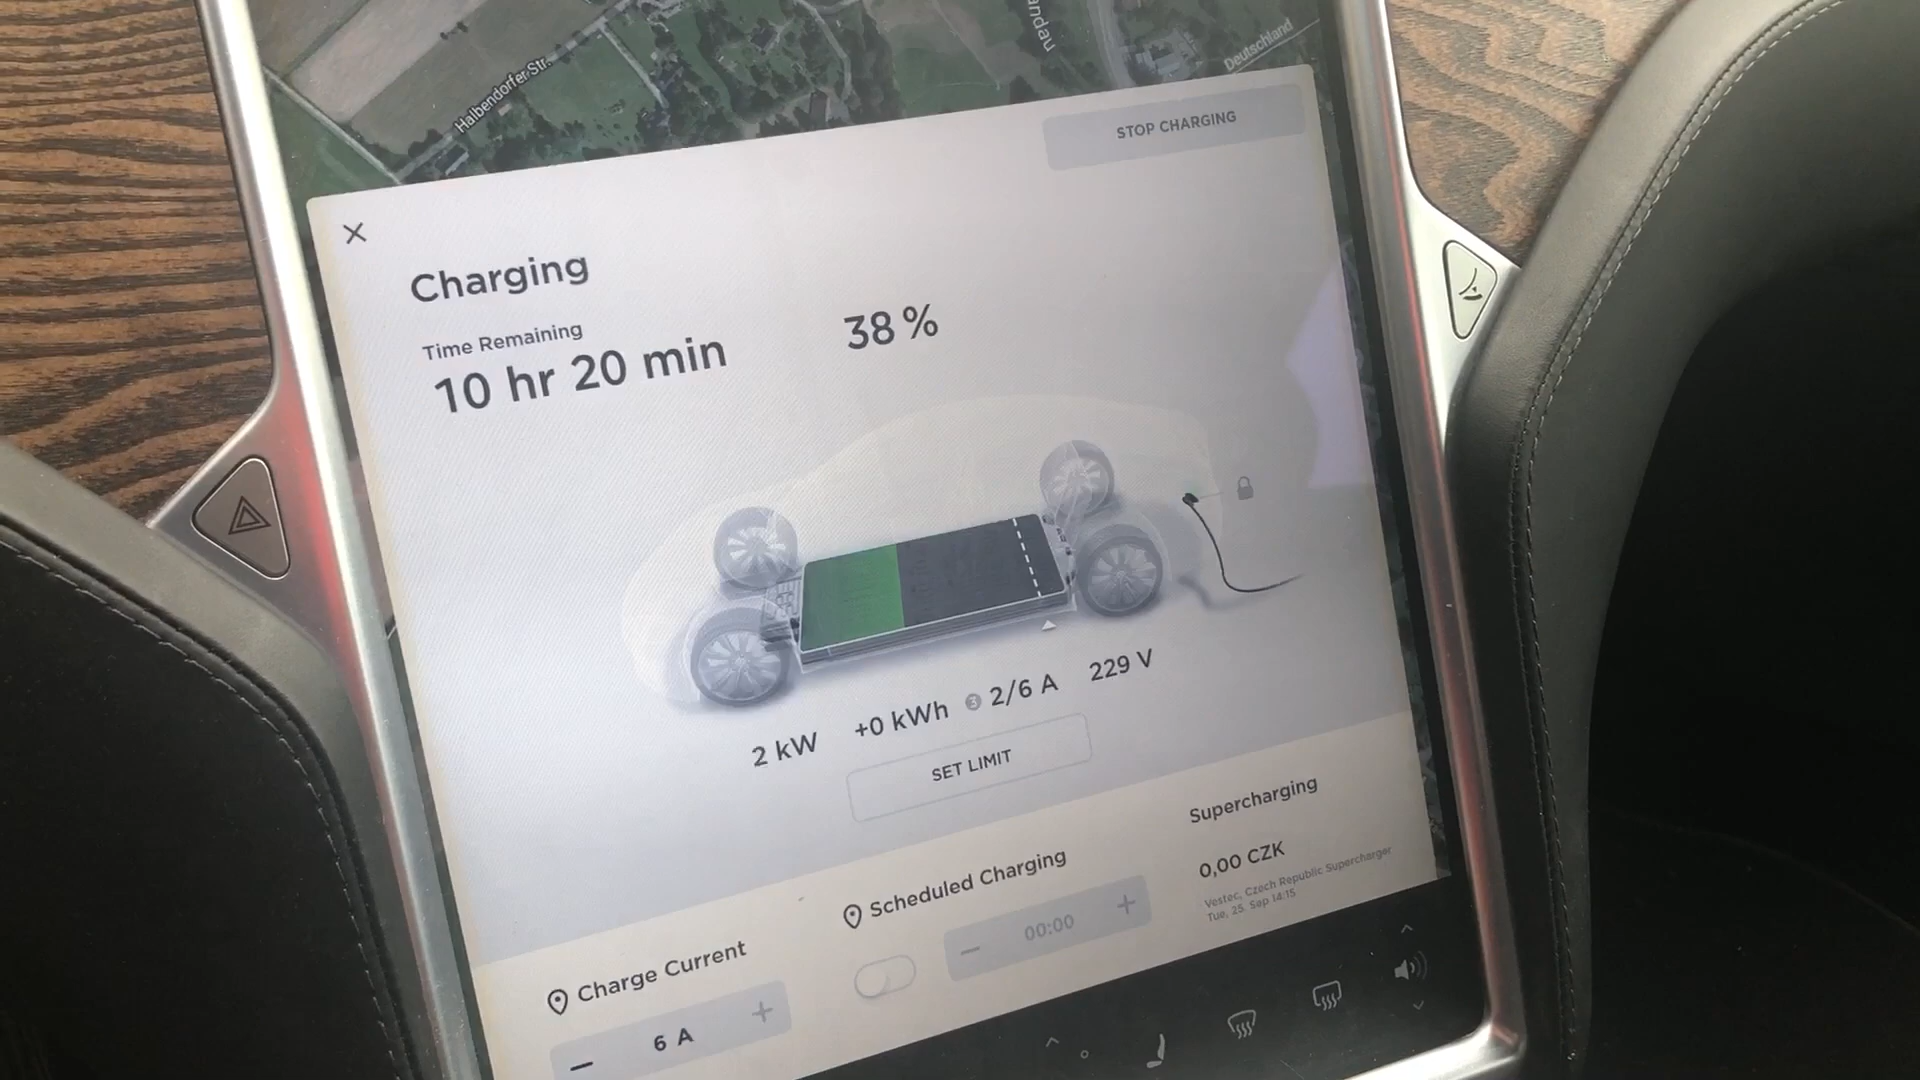 Halbendorfer Str.
andau
Deutschland
STOP CHARGING
Charging
Time Remaining
10 hr 20 min
38 %
2 kW +0 kWh 3 2/6 A 229 V
SET LIMIT
Charge Current
6 A
Scheduled Charging
00:00
Supercharging
0,00 CZK
Vestec, Czech Republic Supercharger
Tue, 25. Sep 14:15